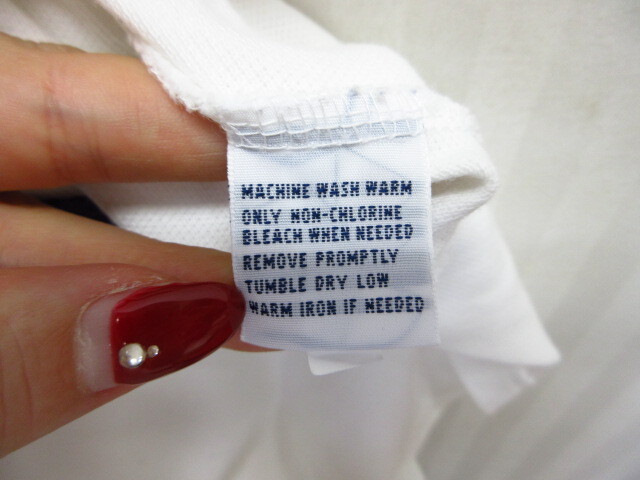 MACHINE WASH WARM
ONLY NON-CHLORINE
BLEACH WHEN NEEDED
REMOVE PROMPTLY
TUMBLE DRY LOW
WARM IRON IF NEEDED